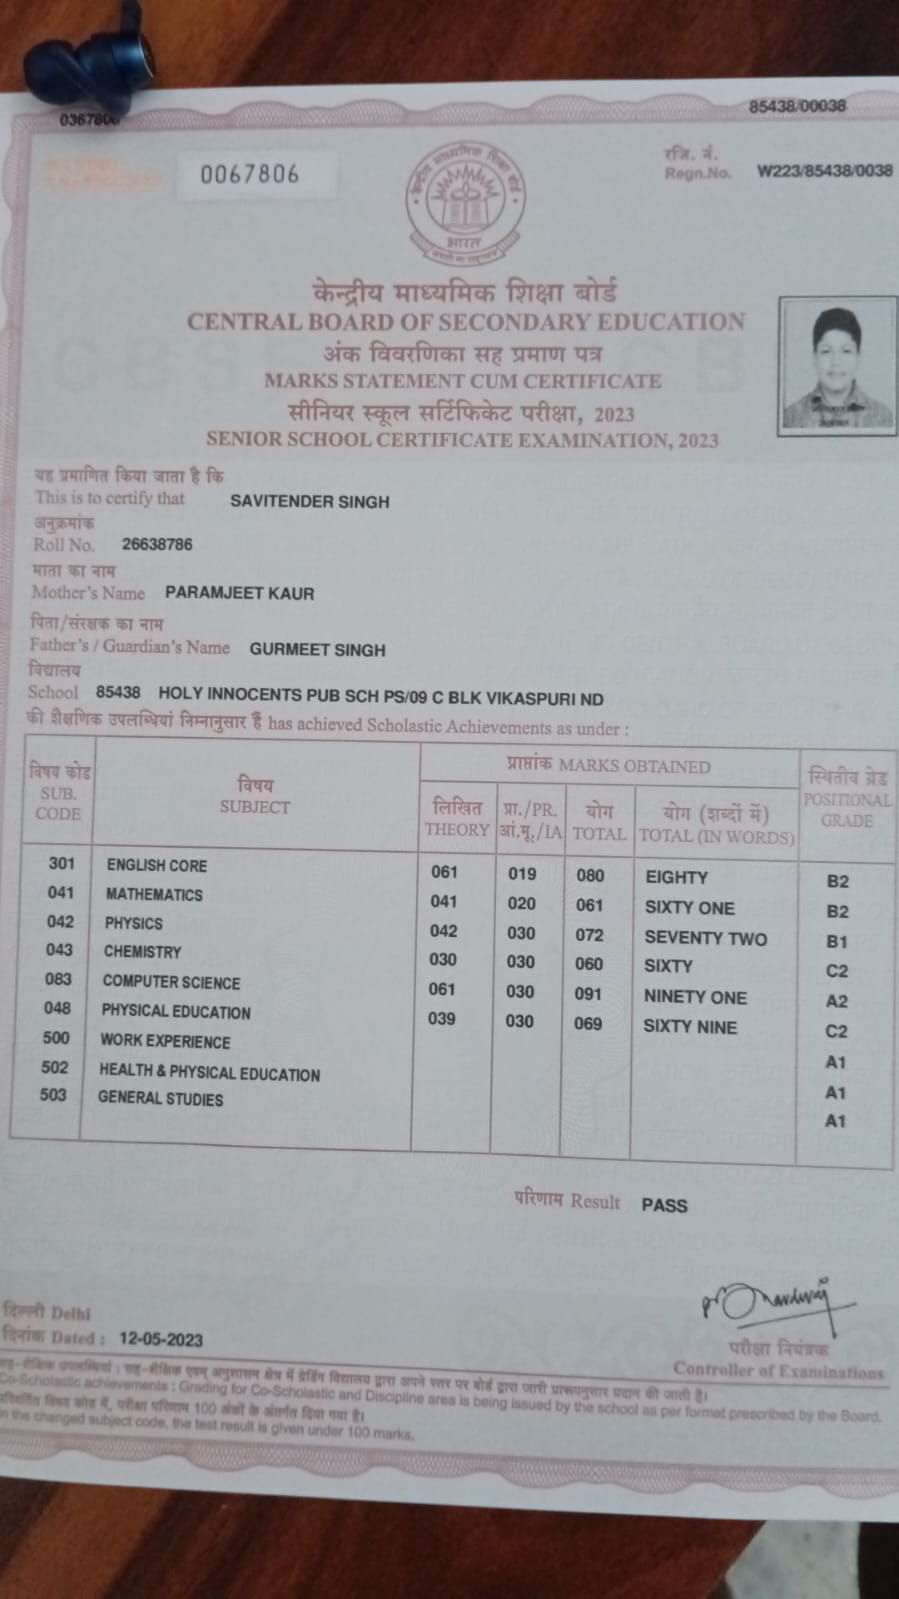 0367806
85438/00038
0067806
रजि. नं.
Regn.No. W223/85438/0038
केन्द्रीय माध्यमिक शिक्षा बोर्ड
भारत
केन्द्रीय माध्यमिक शिक्षा बोर्ड
CENTRAL BOARD OF SECONDARY EDUCATION
अंक विवरणिका सह प्रमाण पत्र
MARKS STATEMENT CUM CERTIFICATE
सीनियर स्कूल सर्टिफिकेट परीक्षा, 2023
SENIOR SCHOOL CERTIFICATE EXAMINATION, 2023
यह प्रमाणित किया जाता है कि
This is to certify that SAVITENDER SINGH
अनुक्रमांक
Roll No. 26638786
माता का नाम
Mother's Name PARAMJEET KAUR
पिता/संरक्षक का नाम
Father's / Guardian's Name GURMEET SINGH
विद्यालय
School 85438 HOLY INNOCENTS PUB SCH PS/09 C BLK VIKASPURI ND
की शैक्षणिक उपलब्धियां निम्नानुसार हैं has achieved Scholastic Achievements as under :
विषय कोड विषय प्राप्तांक MARKS OBTAINED स्थितीय ग्रेड
SUB. CODE SUBJECT लिखित THEORY प्रा./PR. आं.मू./IA योग TOTAL योग (शब्दों में) TOTAL (IN WORDS) POSITIONAL GRADE
301 ENGLISH CORE 061 019 080 EIGHTY B2
041 MATHEMATICS 041 020 061 SIXTY ONE B2
042 PHYSICS 042 030 072 SEVENTY TWO B1
043 CHEMISTRY 030 030 060 SIXTY C2
083 COMPUTER SCIENCE 061 030 091 NINETY ONE A2
048 PHYSICAL EDUCATION 039 030 069 SIXTY NINE C2
500 WORK EXPERIENCE A1
502 HEALTH & PHYSICAL EDUCATION A1
503 GENERAL STUDIES A1
परिणाम Result PASS
दिल्ली Delhi
दिनांक Dated : 12-05-2023
परीक्षा नियंत्रक
Controller of Examinations
सह-शैक्षिक उपलब्धियां : सह-शैक्षिक एवम् अनुशासन क्षेत्र में ग्रेडिंग विद्यालय द्वारा अपने स्तर पर बोर्ड द्वारा जारी प्रारूपनुसार प्रदान की जाती है।
Co-Scholastic achievements : Grading for Co-Scholastic and Discipline area is being issued by the school as per format prescribed by the Board.
परिवर्तित विषय कोड में, परीक्षा परिणाम 100 अंकों के अंतर्गत दिया गया है।
In the changed subject code, the test result is given under 100 marks.